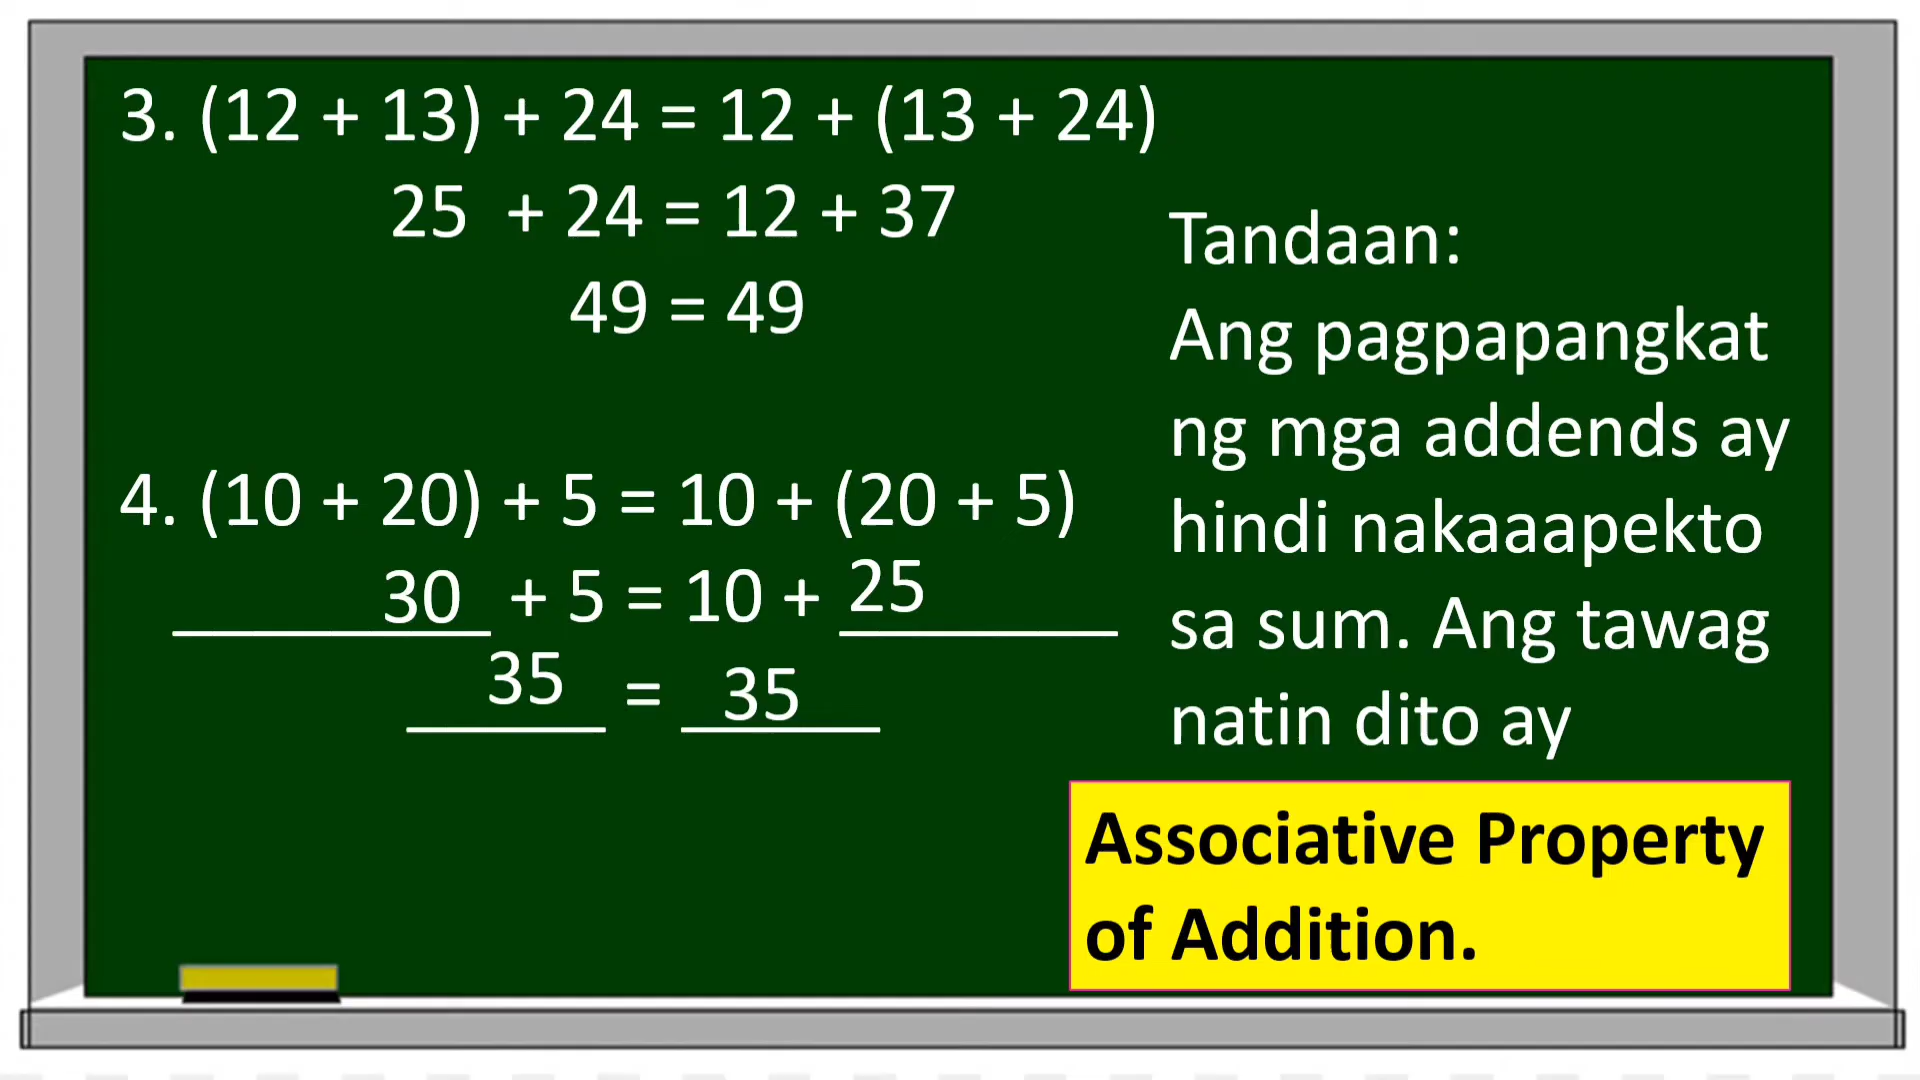 3. (12 + 13) + 24 = 12 + (13 + 24)
25 + 24 = 12 + 37
49 = 49
4. (10 + 20) + 5 = 10 + (20 + 5)
30 + 5 = 10 + 25
35 = 35
Tandaan:
Ang pagpapangkat
ng mga addends ay
hindi nakaaapekto
sa sum. Ang tawag
natin dito ay
Associative Property
of Addition.